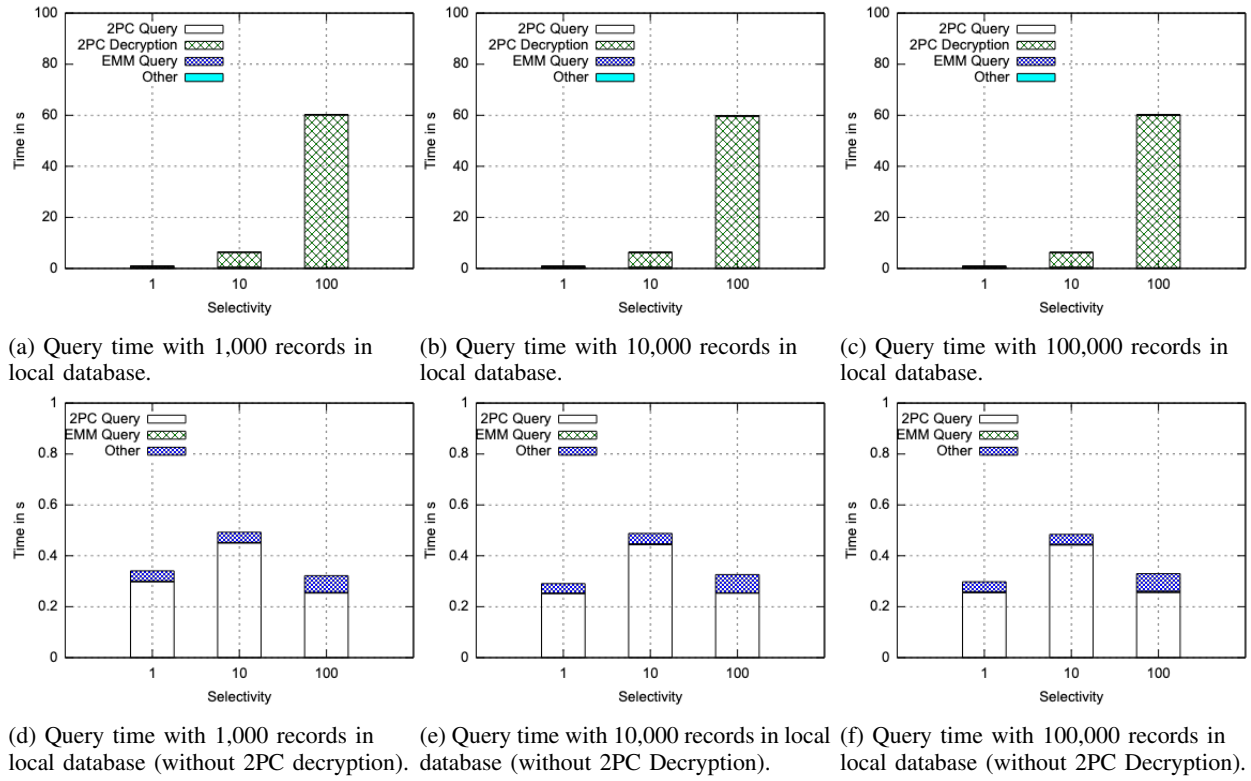 100
80
60
40
20
0
Time in s
2PC Query
2PC Decryption
EMM Query
Other
1 10 100
Selectivity
(a) Query time with 1,000 records in
local database.
100
80
60
40
20
0
Time in s
2PC Query
2PC Decryption
EMM Query
Other
1 10 100
Selectivity
(b) Query time with 10,000 records in
local database.
100
80
60
40
20
0
Time in s
2PC Query
2PC Decryption
EMM Query
Other
1 10 100
Selectivity
(c) Query time with 100,000 records in
local database.
1
0.8
0.6
0.4
0.2
0
Time in s
2PC Query
EMM Query
Other
1 10 100
Selectivity
(d) Query time with 1,000 records in
local database (without 2PC decryption).
1
0.8
0.6
0.4
0.2
0
Time in s
2PC Query
EMM Query
Other
1 10 100
Selectivity
(e) Query time with 10,000 records in local
database (without 2PC Decryption).
1
0.8
0.6
0.4
0.2
0
Time in s
2PC Query
EMM Query
Other
1 10 100
Selectivity
(f) Query time with 100,000 records in
local database (without 2PC Decryption).